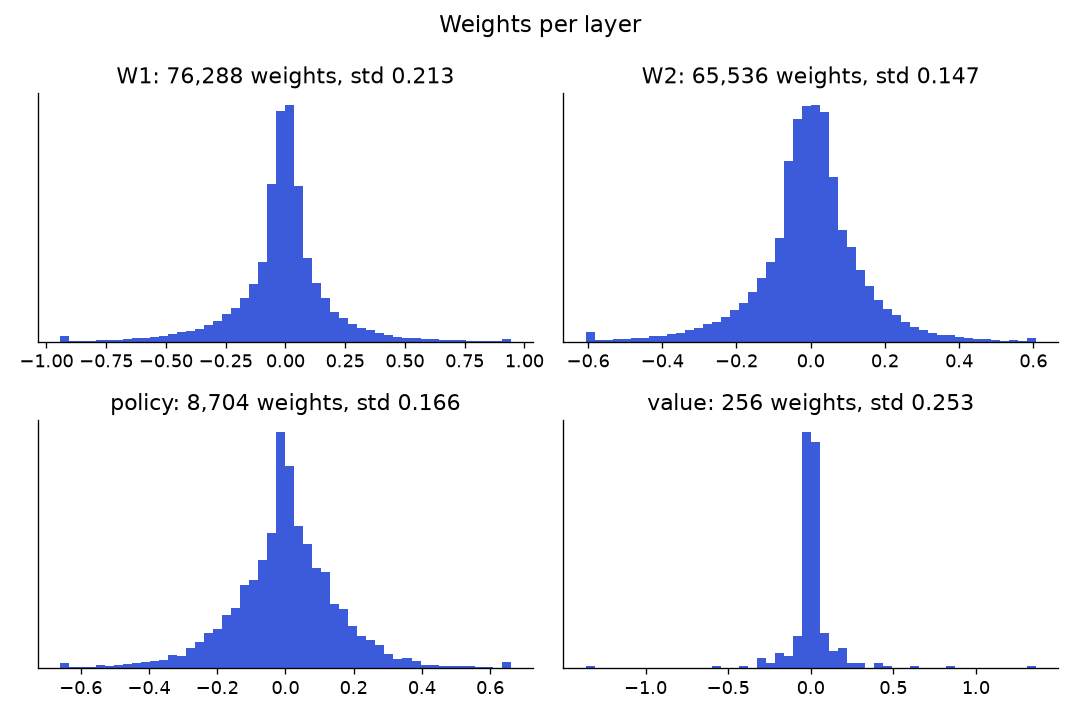 Weights per layer
W1: 76,288 weights, std 0.213
W2: 65,536 weights, std 0.147
−1.00 −0.75 −0.50 −0.25 0.00 0.25 0.50 0.75 1.00
−0.6 −0.4 −0.2 0.0 0.2 0.4 0.6
policy: 8,704 weights, std 0.166
value: 256 weights, std 0.253
−0.6 −0.4 −0.2 0.0 0.2 0.4 0.6
−1.0 −0.5 0.0 0.5 1.0